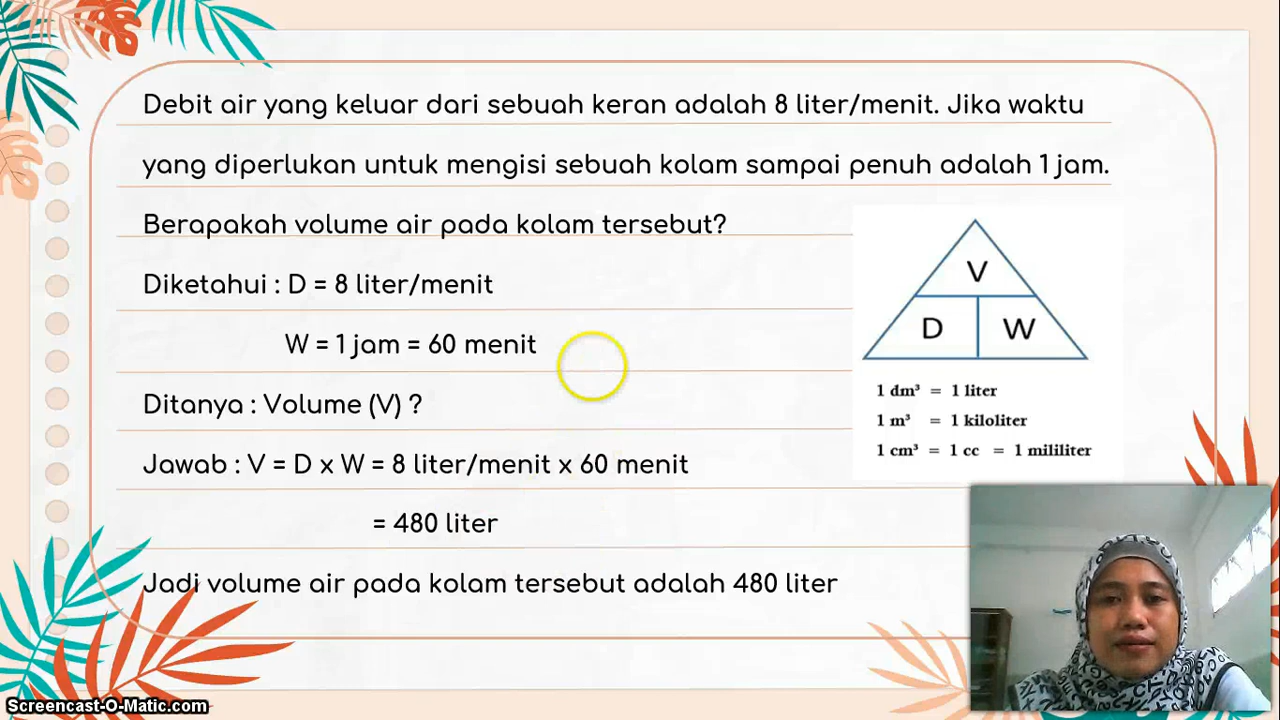 Debit air yang keluar dari sebuah keran adalah 8 liter/menit. Jika waktu
yang diperlukan untuk mengisi sebuah kolam sampai penuh adalah 1 jam.
Berapakah volume air pada kolam tersebut?
Diketahui : D = 8 liter/menit
W = 1 jam = 60 menit
Ditanya : Volume (V) ?
Jawab : V = D x W = 8 liter/menit x 60 menit
= 480 liter
Jadi volume air pada kolam tersebut adalah 480 liter
V
D W
1 dm³ = 1 liter
1 m³ = 1 kiloliter
1 cm³ = 1 cc = 1 mililiter
Screencast-O-Matic.com